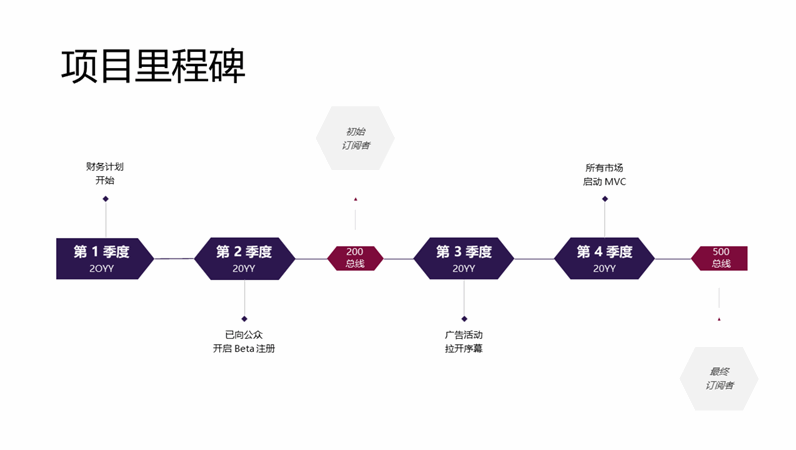 项目里程碑
初始
订阅者
财务计划
开始
所有市场
启动 MVC
第 1 季度
2OYY
第 2 季度
20YY
200
总线
第 3 季度
20YY
第 4 季度
20YY
500
总线
已向公众
开启 Beta 注册
广告活动
拉开序幕
最终
订阅者